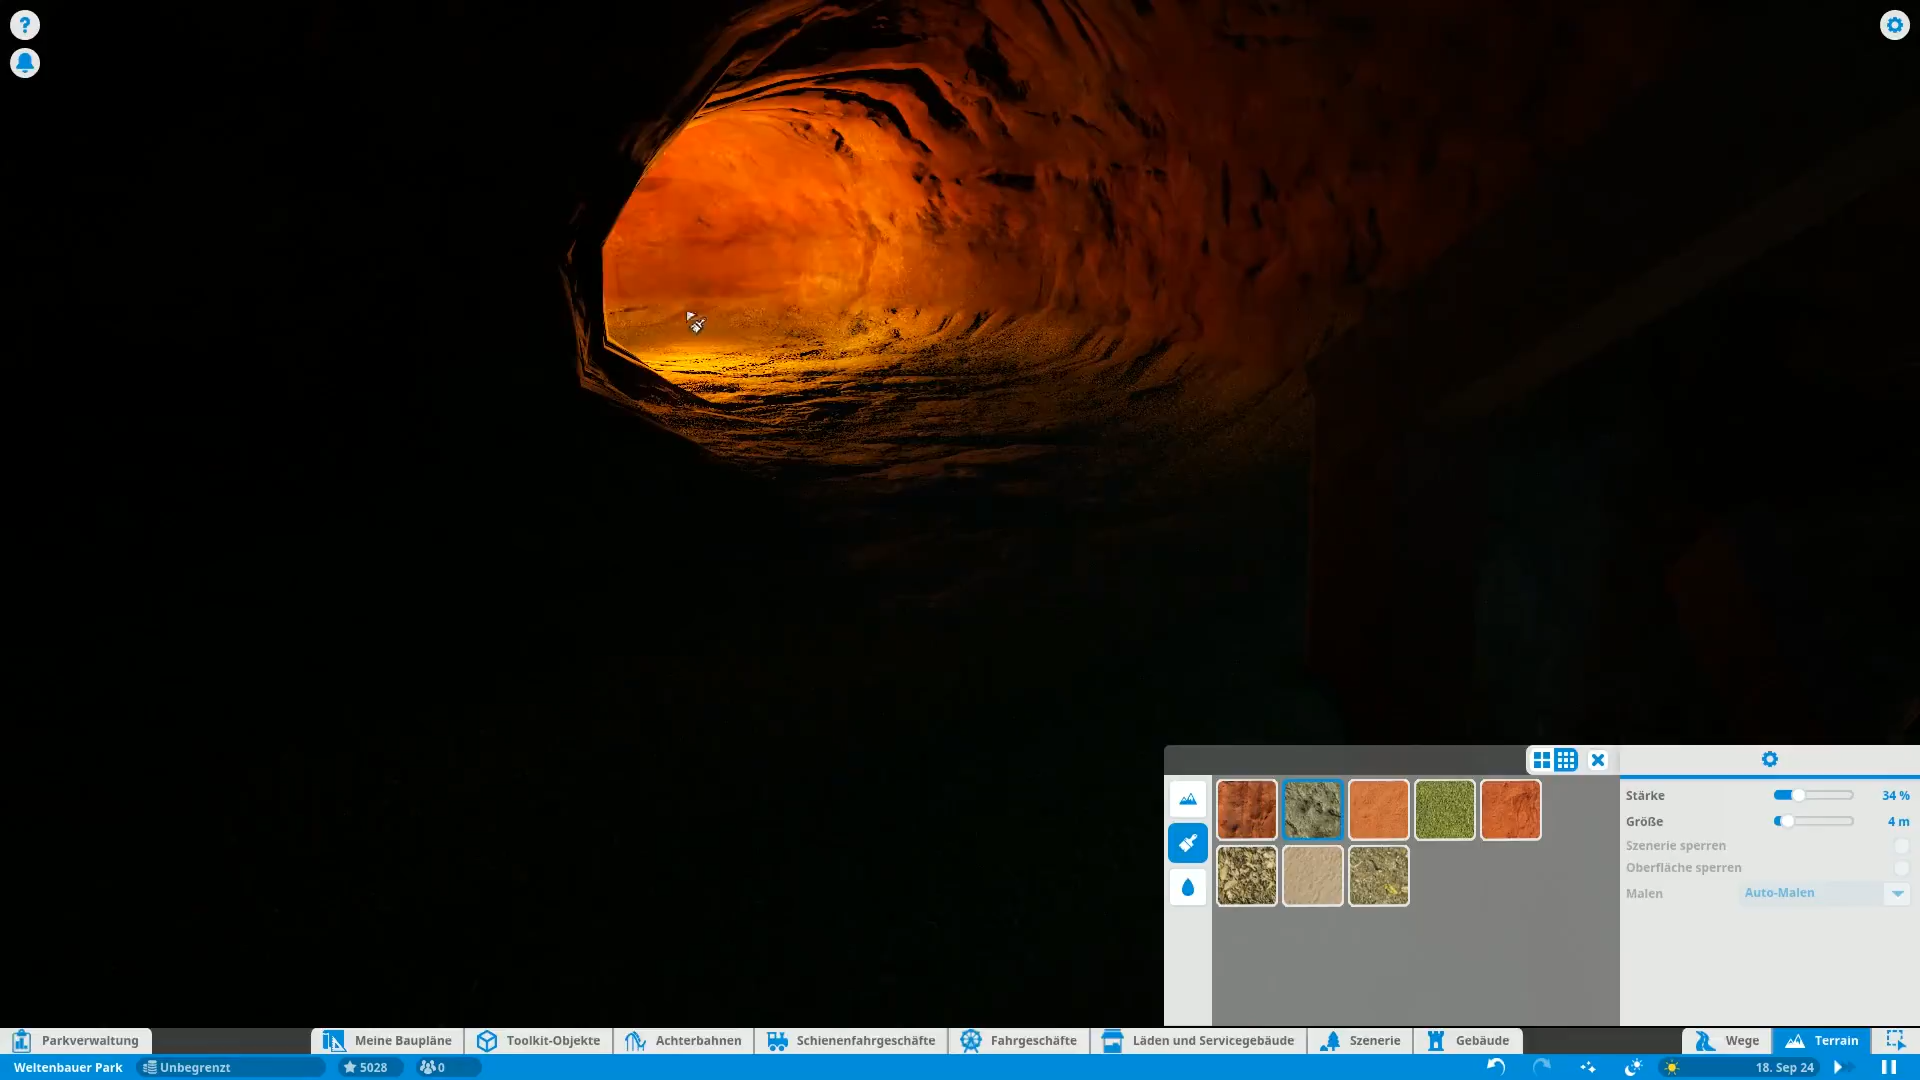 ?
Stärke 34 %
Größe 4 m
Szenerie sperren
Oberfläche sperren
Malen Auto-Malen
Parkverwaltung Meine Baupläne Toolkit-Objekte Achterbahnen Schienenfahrgeschäfte Fahrgeschäfte Läden und Servicegebäude Szenerie Gebäude Wege Terrain
Weltenbauer Park Unbegrenzt 5028 0 18. Sep 24